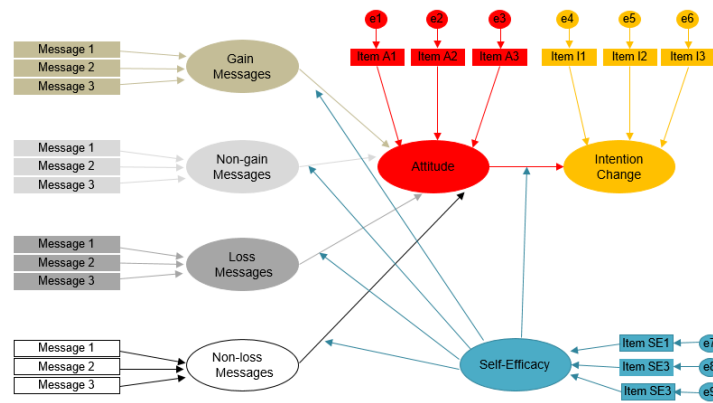 e1
e2
e3
e4
e5
e6
Item A1
Item A2
Item A3
Item I1
Item I2
Item I3
Message 1
Message 2
Message 3
Gain
Messages
Message 1
Message 2
Message 3
Non-gain
Messages
Attitude
Intention
Change
Message 1
Message 2
Message 3
Loss
Messages
Message 1
Message 2
Message 3
Non-loss
Messages
Self-Efficacy
Item SE1
e7
Item SE3
e8
Item SE3
e9